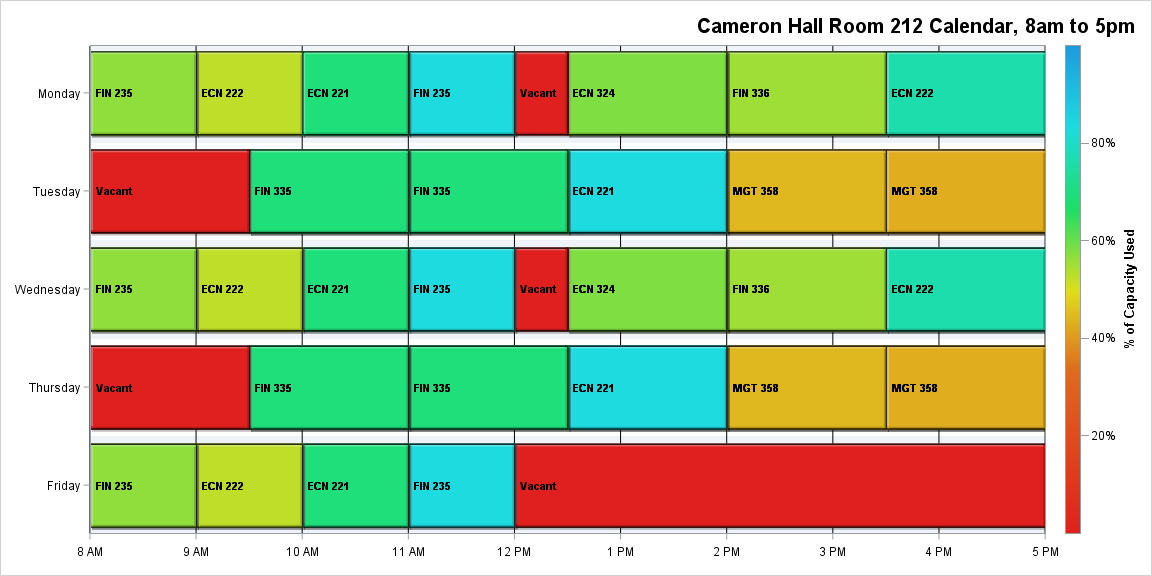 Cameron Hall Room 212 Calendar, 8am to 5pm
Monday
FIN 235
ECN 222
ECN 221
FIN 235
Vacant
ECN 324
FIN 336
ECN 222
Tuesday
Vacant
FIN 335
FIN 335
ECN 221
MGT 358
MGT 358
Wednesday
FIN 235
ECN 222
ECN 221
FIN 235
Vacant
ECN 324
FIN 336
ECN 222
Thursday
Vacant
FIN 335
FIN 335
ECN 221
MGT 358
MGT 358
Friday
FIN 235
ECN 222
ECN 221
FIN 235
Vacant
8 AM
9 AM
10 AM
11 AM
12 PM
1 PM
2 PM
3 PM
4 PM
5 PM
80%
60%
40%
20%
% of Capacity Used